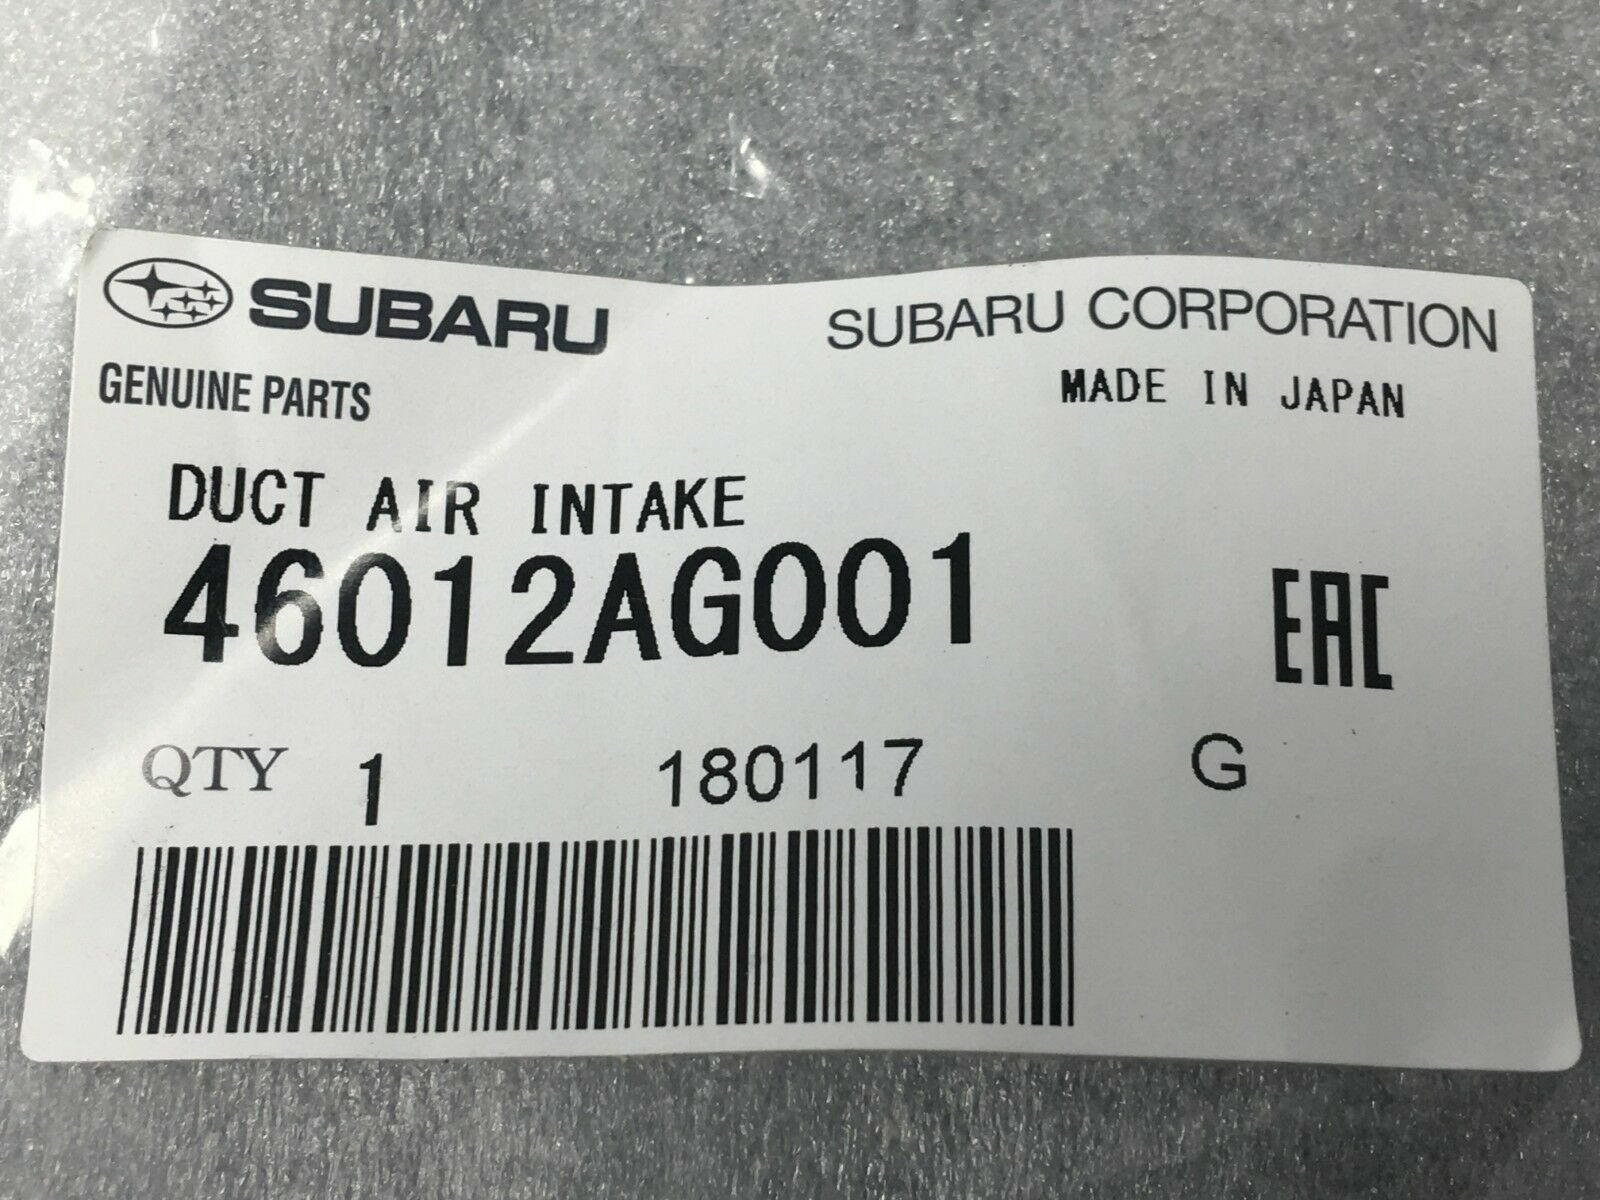 SUBARU
SUBARU CORPORATION
GENUINE PARTS
MADE IN JAPAN
DUCT AIR INTAKE
46012AG001
EAC
QTY 1 180117 G